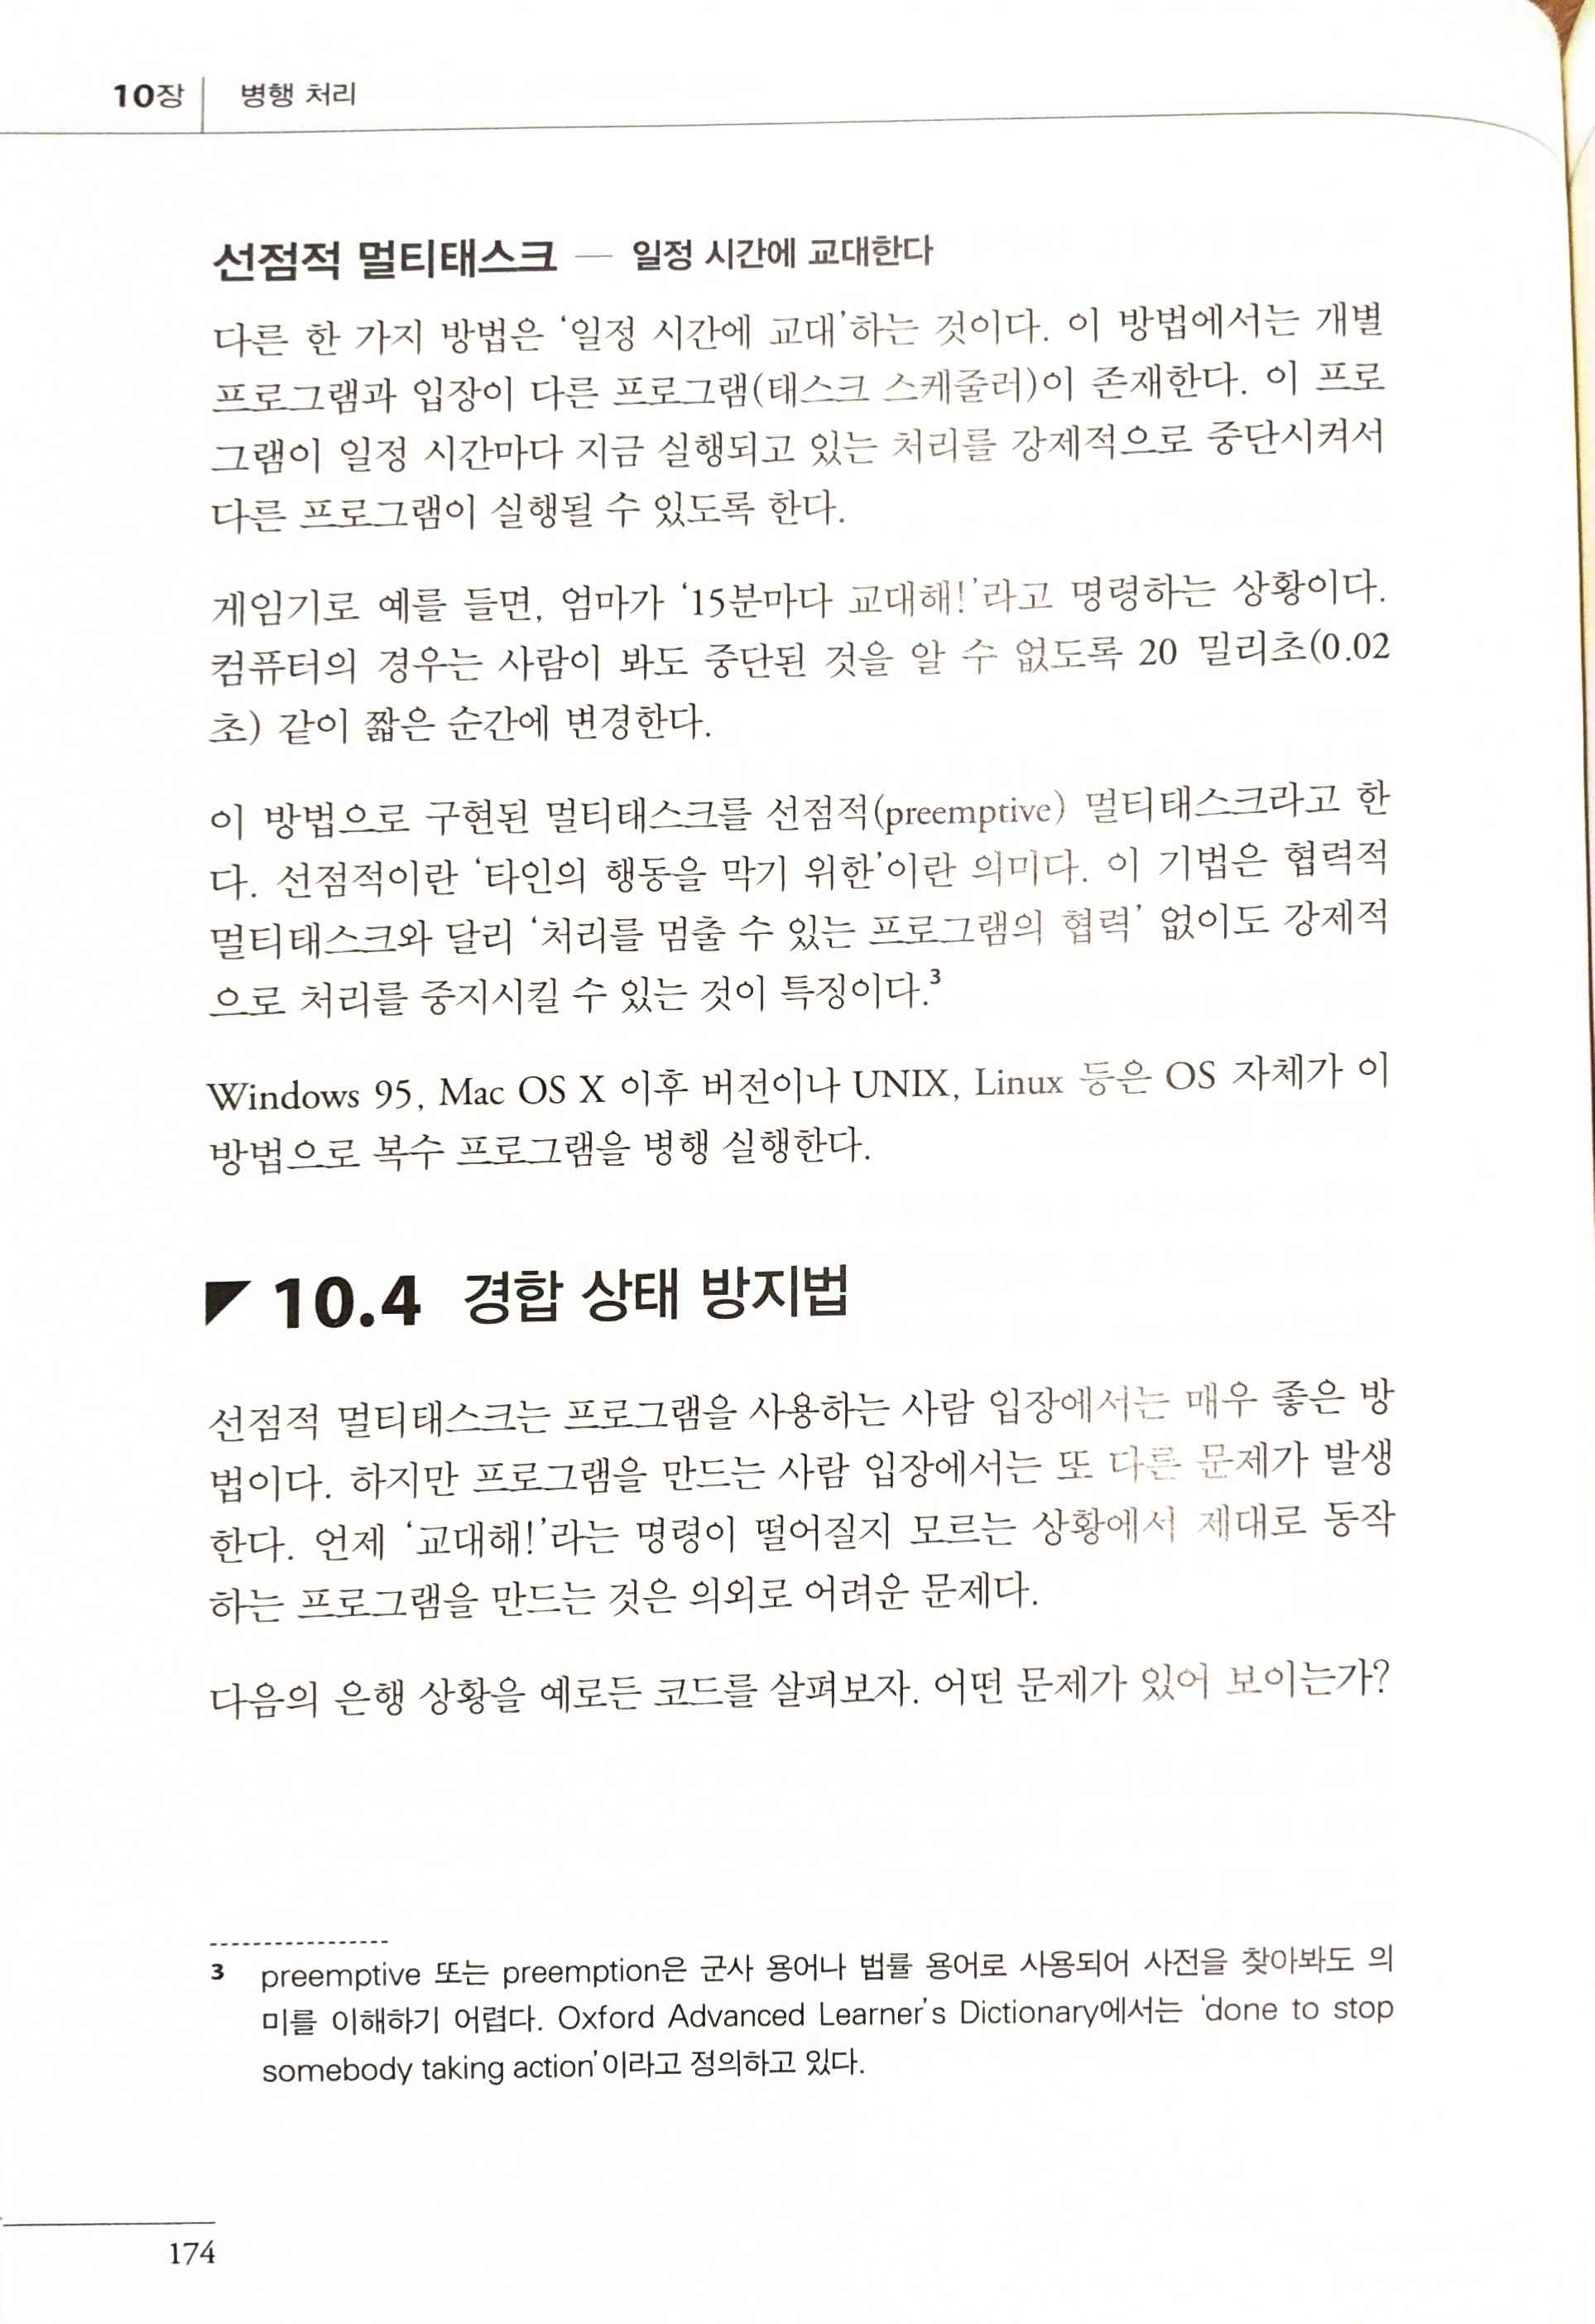 10장 병행 처리
선점적 멀티태스크 — 일정 시간에 교대한다
다른 한 가지 방법은 ‘일정 시간에 교대’하는 것이다. 이 방법에서는 개별
프로그램과 입장이 다른 프로그램(태스크 스케줄러)이 존재한다. 이 프로
그램이 일정 시간마다 지금 실행되고 있는 처리를 강제적으로 중단시켜서
다른 프로그램이 실행될 수 있도록 한다.
게임기로 예를 들면, 엄마가 ‘15분마다 교대해!’라고 명령하는 상황이다.
컴퓨터의 경우는 사람이 봐도 중단된 것을 알 수 없도록 20 밀리초(0.02
초) 같이 짧은 순간에 변경한다.
이 방법으로 구현된 멀티태스크를 선점적(preemptive) 멀티태스크라고 한
다. 선점적이란 ‘타인의 행동을 막기 위한’이란 의미다. 이 기법은 협력적
멀티태스크와 달리 ‘처리를 멈출 수 있는 프로그램의 협력’ 없이도 강제적
으로 처리를 중지시킬 수 있는 것이 특징이다.³
Windows 95, Mac OS X 이후 버전이나 UNIX, Linux 등은 OS 자체가 이
방법으로 복수 프로그램을 병행 실행한다.
10.4 경합 상태 방지법
선점적 멀티태스크는 프로그램을 사용하는 사람 입장에서는 매우 좋은 방
법이다. 하지만 프로그램을 만드는 사람 입장에서는 또 다른 문제가 발생
한다. 언제 ‘교대해!’라는 명령이 떨어질지 모르는 상황에서 제대로 동작
하는 프로그램을 만드는 것은 의외로 어려운 문제다.
다음의 은행 상황을 예로든 코드를 살펴보자. 어떤 문제가 있어 보이는가?
3 preemptive 또는 preemption은 군사 용어나 법률 용어로 사용되어 사전을 찾아봐도 의
미를 이해하기 어렵다. Oxford Advanced Learner’s Dictionary에서는 ‘done to stop
somebody taking action’이라고 정의하고 있다.
174